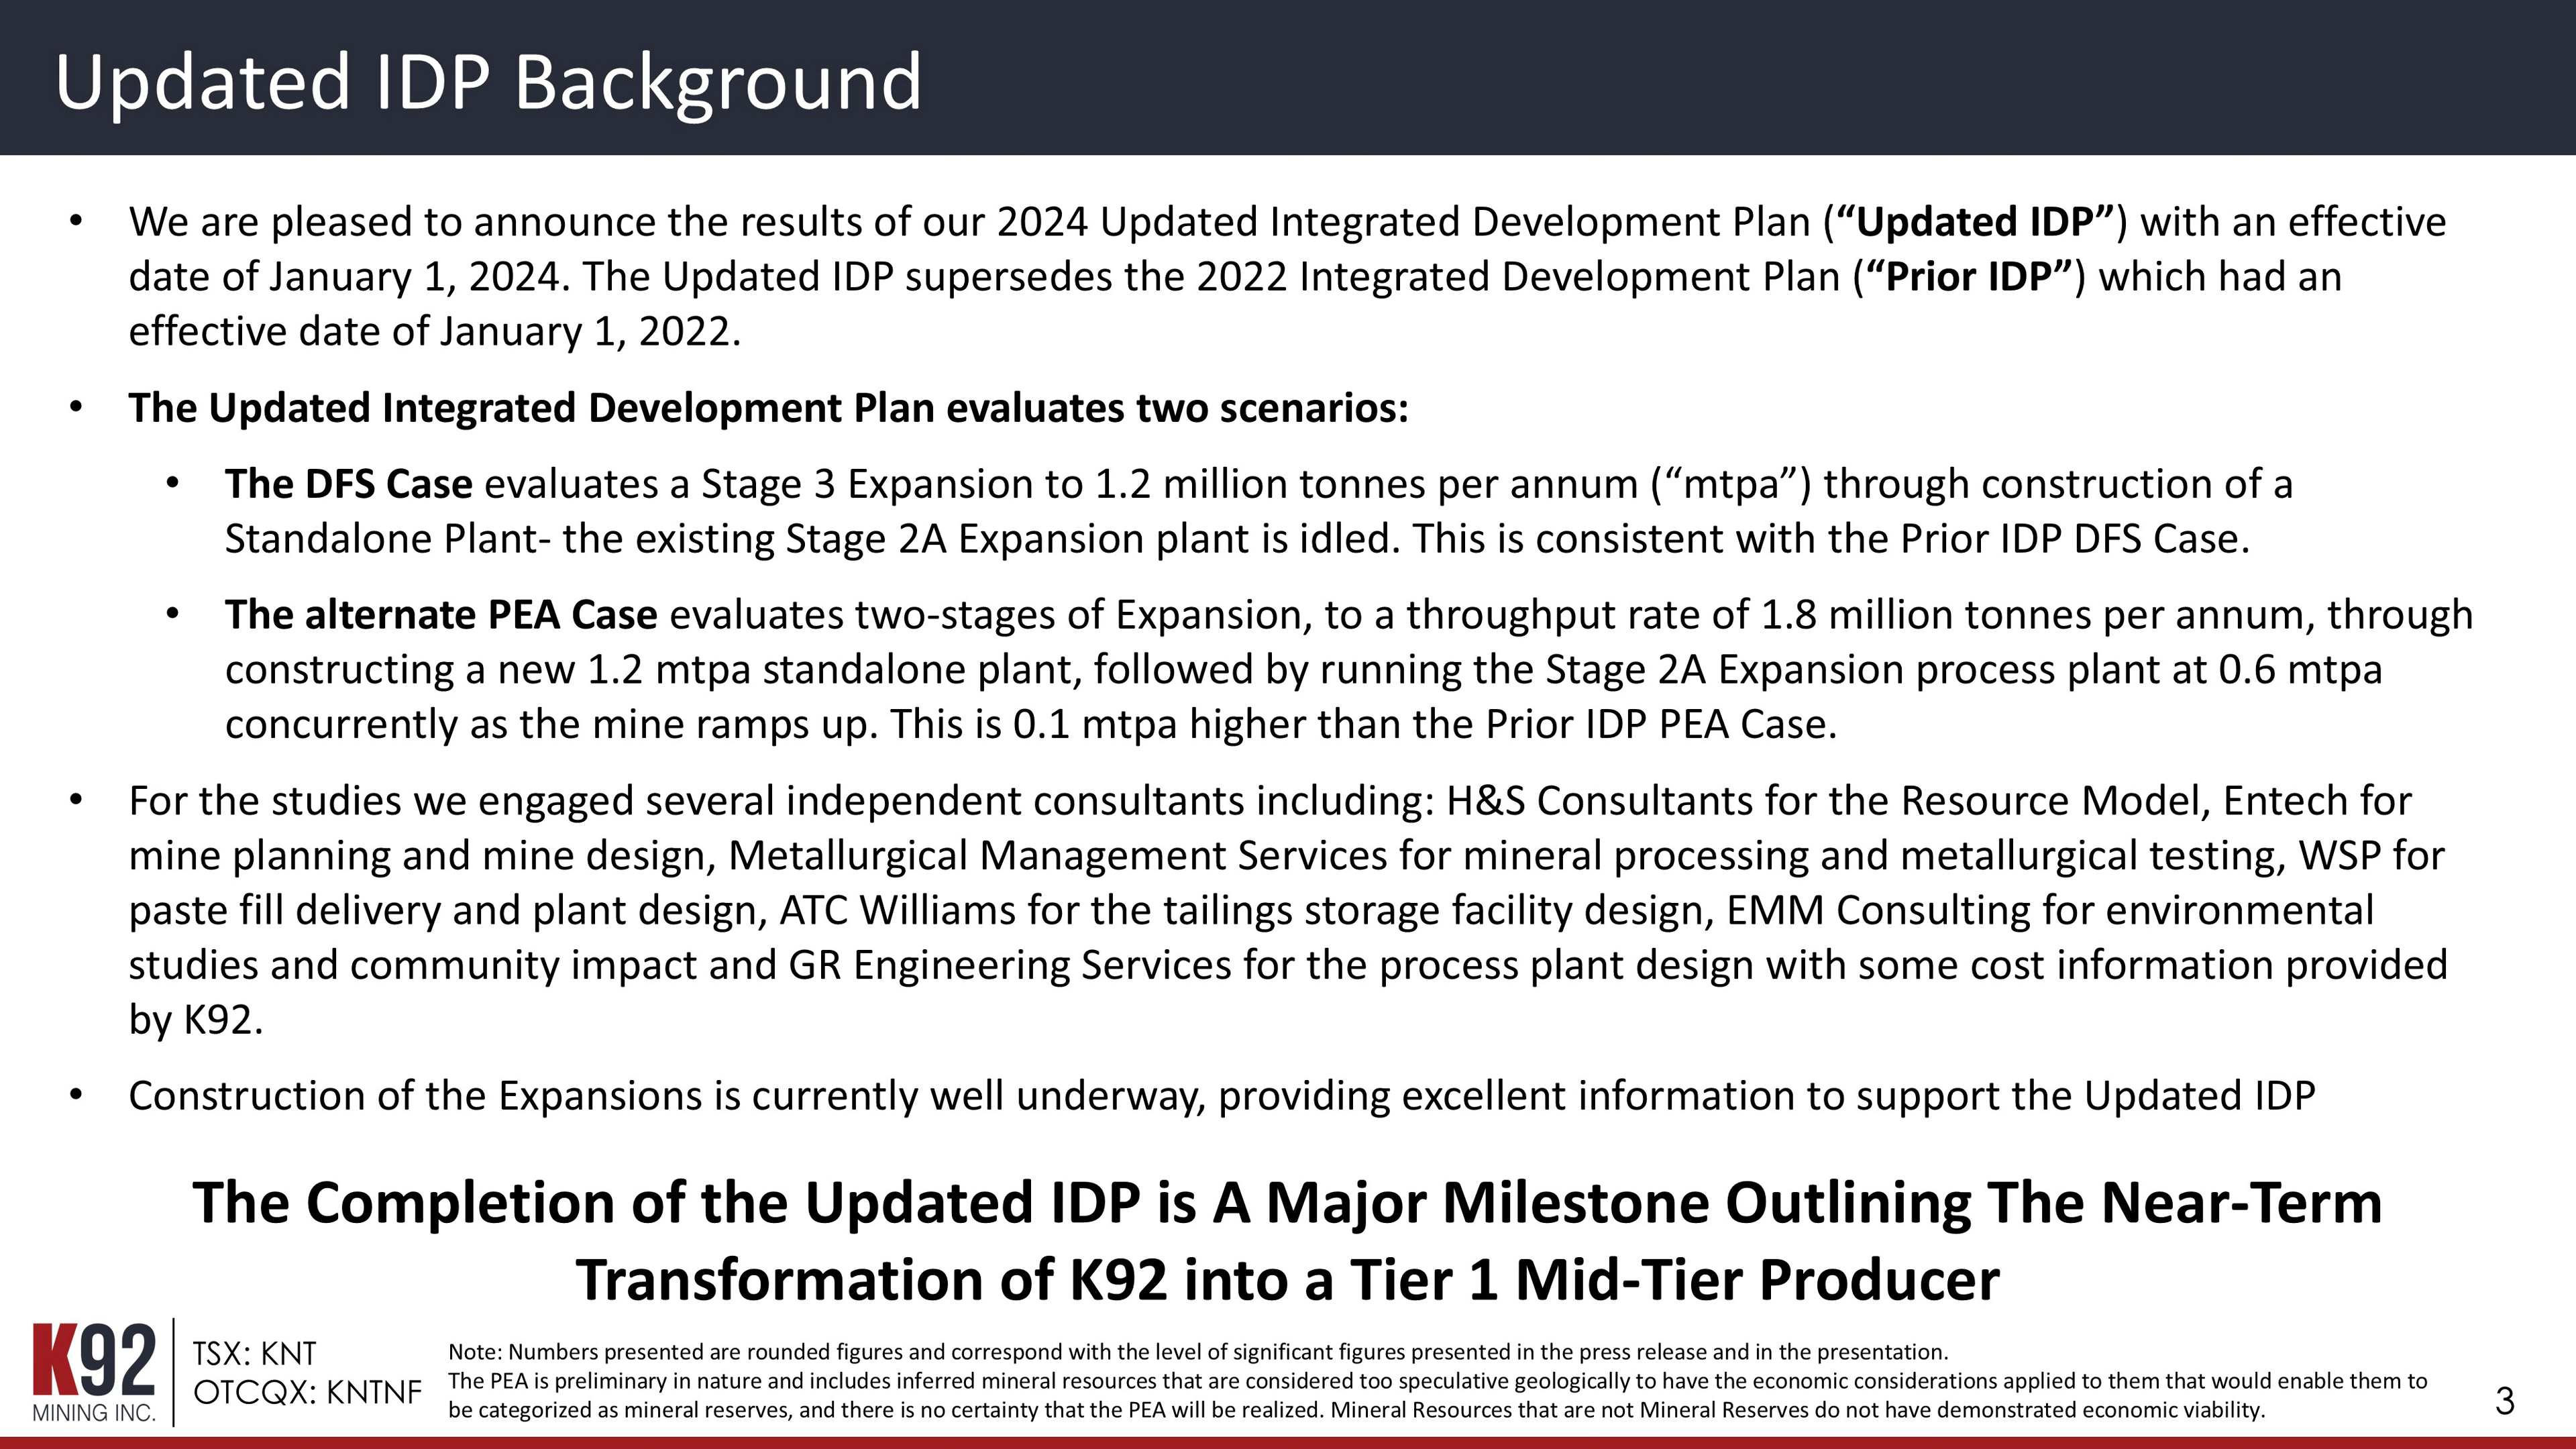 Updated IDP Background
• We are pleased to announce the results of our 2024 Updated Integrated Development Plan (“Updated IDP”) with an effective
date of January 1, 2024. The Updated IDP supersedes the 2022 Integrated Development Plan (“Prior IDP”) which had an
effective date of January 1, 2022.
• The Updated Integrated Development Plan evaluates two scenarios:
• The DFS Case evaluates a Stage 3 Expansion to 1.2 million tonnes per annum (“mtpa”) through construction of a
Standalone Plant- the existing Stage 2A Expansion plant is idled. This is consistent with the Prior IDP DFS Case.
• The alternate PEA Case evaluates two-stages of Expansion, to a throughput rate of 1.8 million tonnes per annum, through
constructing a new 1.2 mtpa standalone plant, followed by running the Stage 2A Expansion process plant at 0.6 mtpa
concurrently as the mine ramps up. This is 0.1 mtpa higher than the Prior IDP PEA Case.
• For the studies we engaged several independent consultants including: H&S Consultants for the Resource Model, Entech for
mine planning and mine design, Metallurgical Management Services for mineral processing and metallurgical testing, WSP for
paste fill delivery and plant design, ATC Williams for the tailings storage facility design, EMM Consulting for environmental
studies and community impact and GR Engineering Services for the process plant design with some cost information provided
by K92.
• Construction of the Expansions is currently well underway, providing excellent information to support the Updated IDP
The Completion of the Updated IDP is A Major Milestone Outlining The Near-Term
Transformation of K92 into a Tier 1 Mid-Tier Producer
K92
MINING INC.
TSX: KNT
OTCQX: KNTNF
Note: Numbers presented are rounded figures and correspond with the level of significant figures presented in the press release and in the presentation.
The PEA is preliminary in nature and includes inferred mineral resources that are considered too speculative geologically to have the economic considerations applied to them that would enable them to
be categorized as mineral reserves, and there is no certainty that the PEA will be realized. Mineral Resources that are not Mineral Reserves do not have demonstrated economic viability.
3